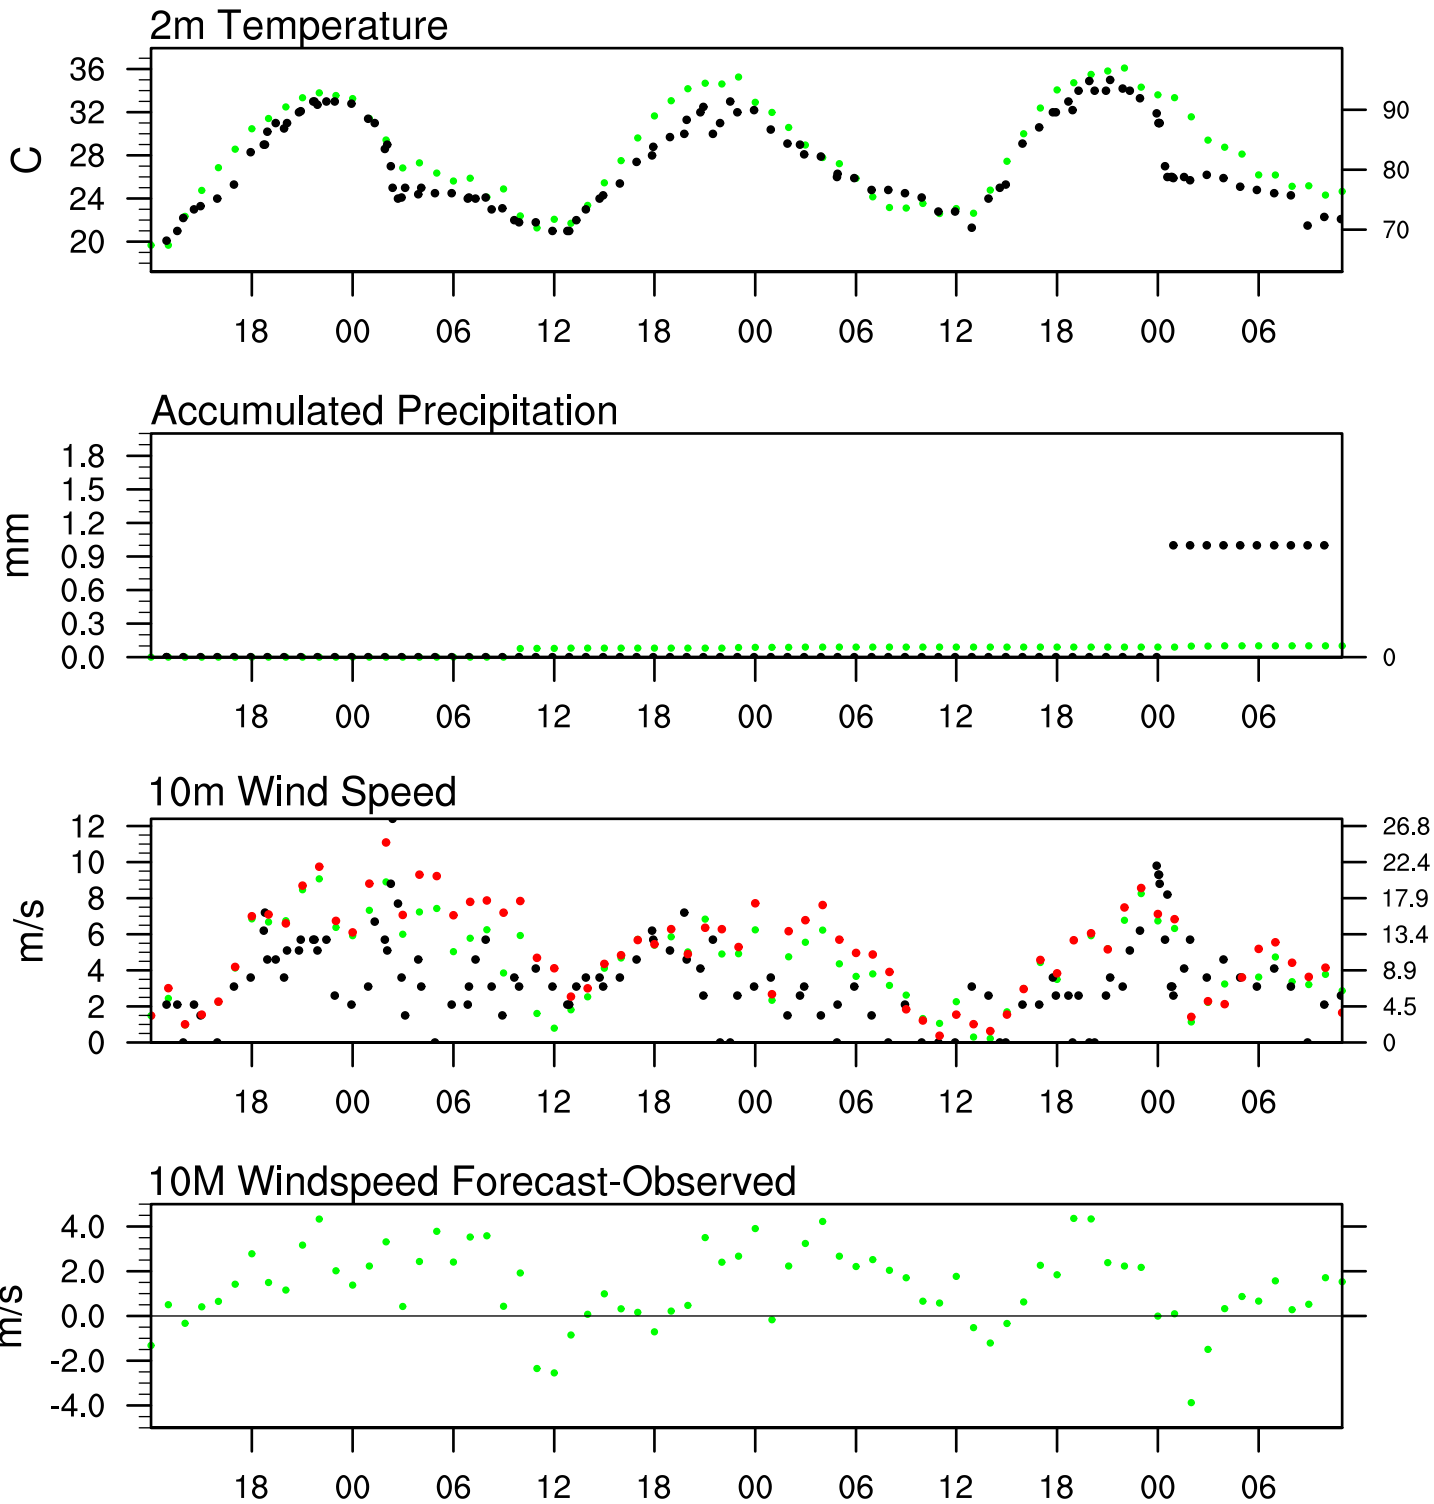 2m Temperature
36
32
28
24
20
C
90
80
70
18 00 06 12 18 00 06 12 18 00 06
Accumulated Precipitation
1.8
1.5
1.2
0.9
0.6
0.3
0.0
mm
0
18 00 06 12 18 00 06 12 18 00 06
10m Wind Speed
12
10
8
6
4
2
0
m/s
26.8
22.4
17.9
13.4
8.9
4.5
0
18 00 06 12 18 00 06 12 18 00 06
10M Windspeed Forecast-Observed
4.0
2.0
0.0
-2.0
-4.0
m/s
18 00 06 12 18 00 06 12 18 00 06